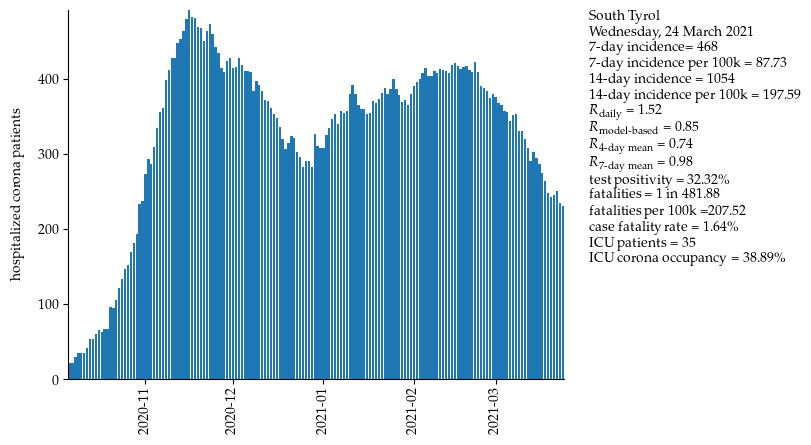 South Tyrol
Wednesday, 24 March 2021
7-day incidence= 468
7-day incidence per 100k = 87.73
14-day incidence = 1054
14-day incidence per 100k = 197.59
R_daily = 1.52
R_model-based = 0.85
R_4-day mean = 0.74
R_7-day mean = 0.98
test positivity = 32.32%
fatalities = 1 in 481.88
fatalities per 100k =207.52
case fatality rate = 1.64%
ICU patients = 35
ICU corona occupancy = 38.89%
hospitalized corona patients
400
300
200
100
0
2020-11
2020-12
2021-01
2021-02
2021-03